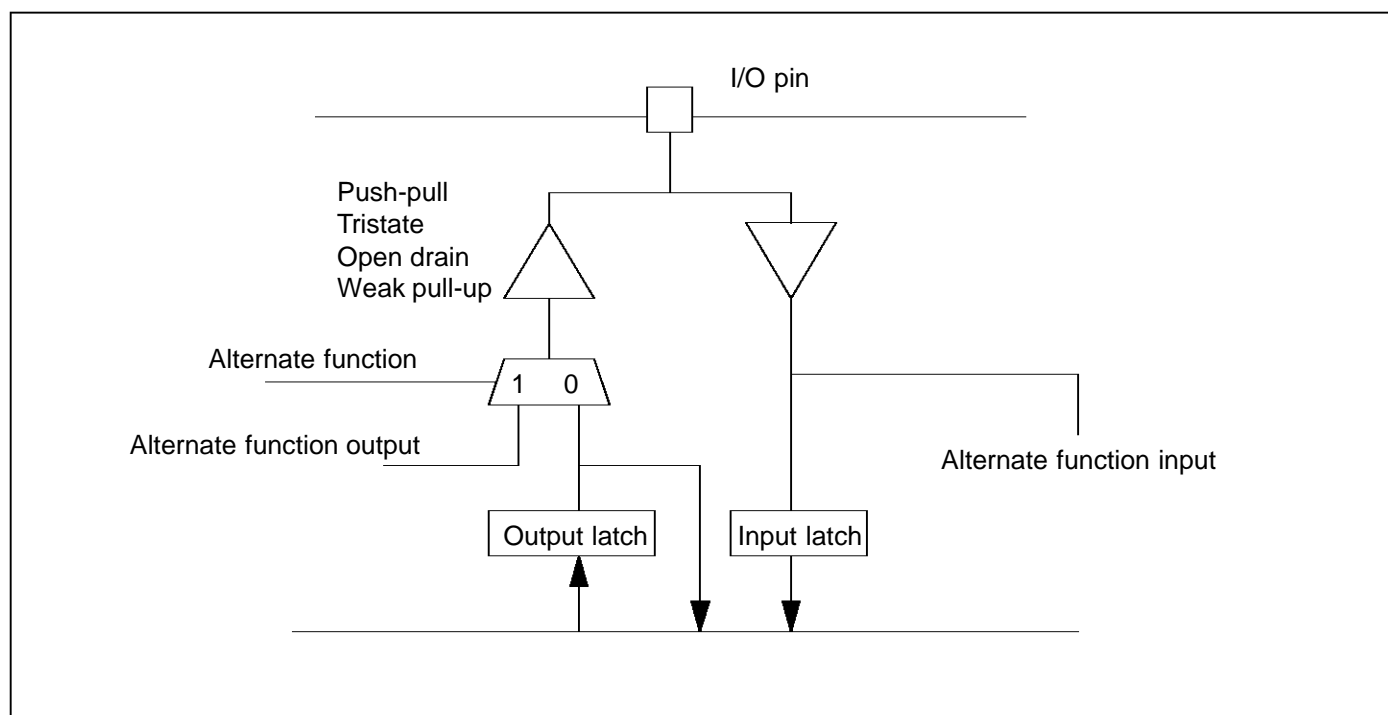 I/O pin
Push-pull
Tristate
Open drain
Weak pull-up
Alternate function
1 0
Alternate function output
Alternate function input
Output latch
Input latch